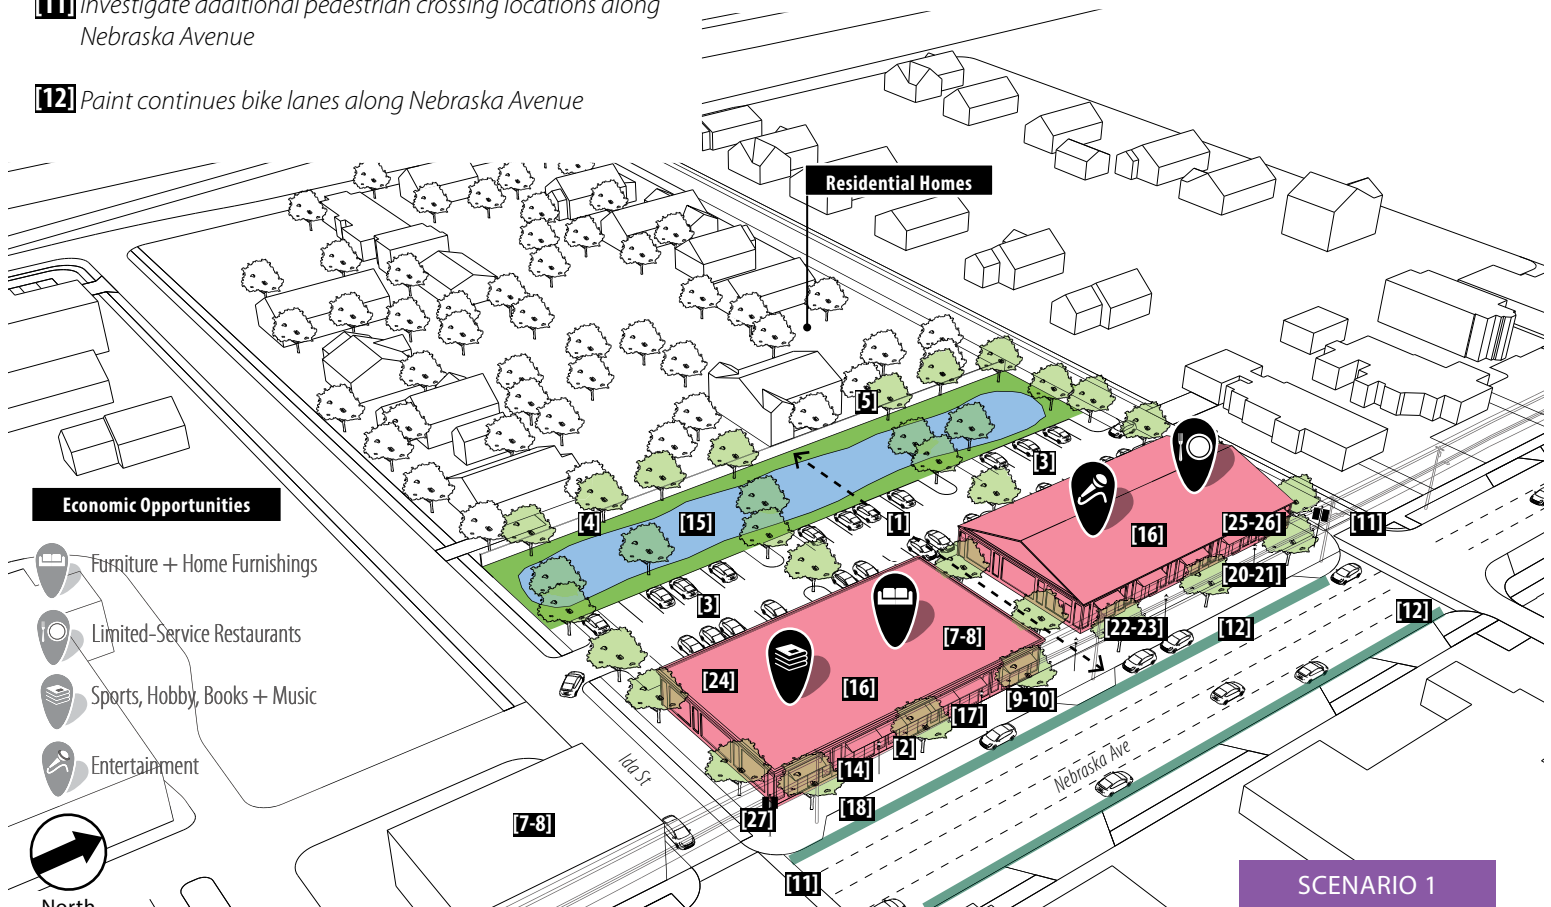 [11] Investigate additional pedestrian crossing locations along
Nebraska Avenue
[12] Paint continues bike lanes along Nebraska Avenue
Residential Homes
[5]
[3]
[4]
[15]
[1]
[16]
[25-26]
[11]
[20-21]
[3]
[22-23]
[12]
[12]
[7-8]
[24]
[16]
[9-10]
[17]
[2]
[14]
[18]
[27]
[7-8]
[11]
Ida St
Nebraska Ave
Economic Opportunities
Furniture + Home Furnishings
Limited-Service Restaurants
Sports, Hobby, Books + Music
Entertainment
North
SCENARIO 1